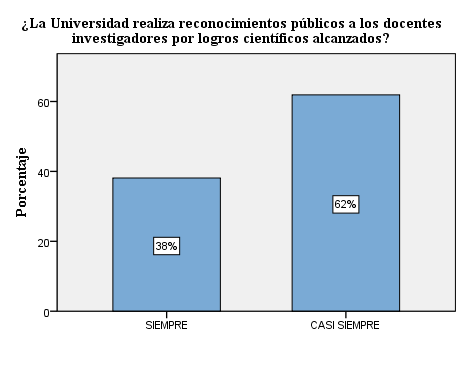 ¿La Universidad realiza reconocimientos públicos a los docentes
investigadores por logros científicos alcanzados?
Porcentaje
60
40
20
0
38%
62%
SIEMPRE
CASI SIEMPRE